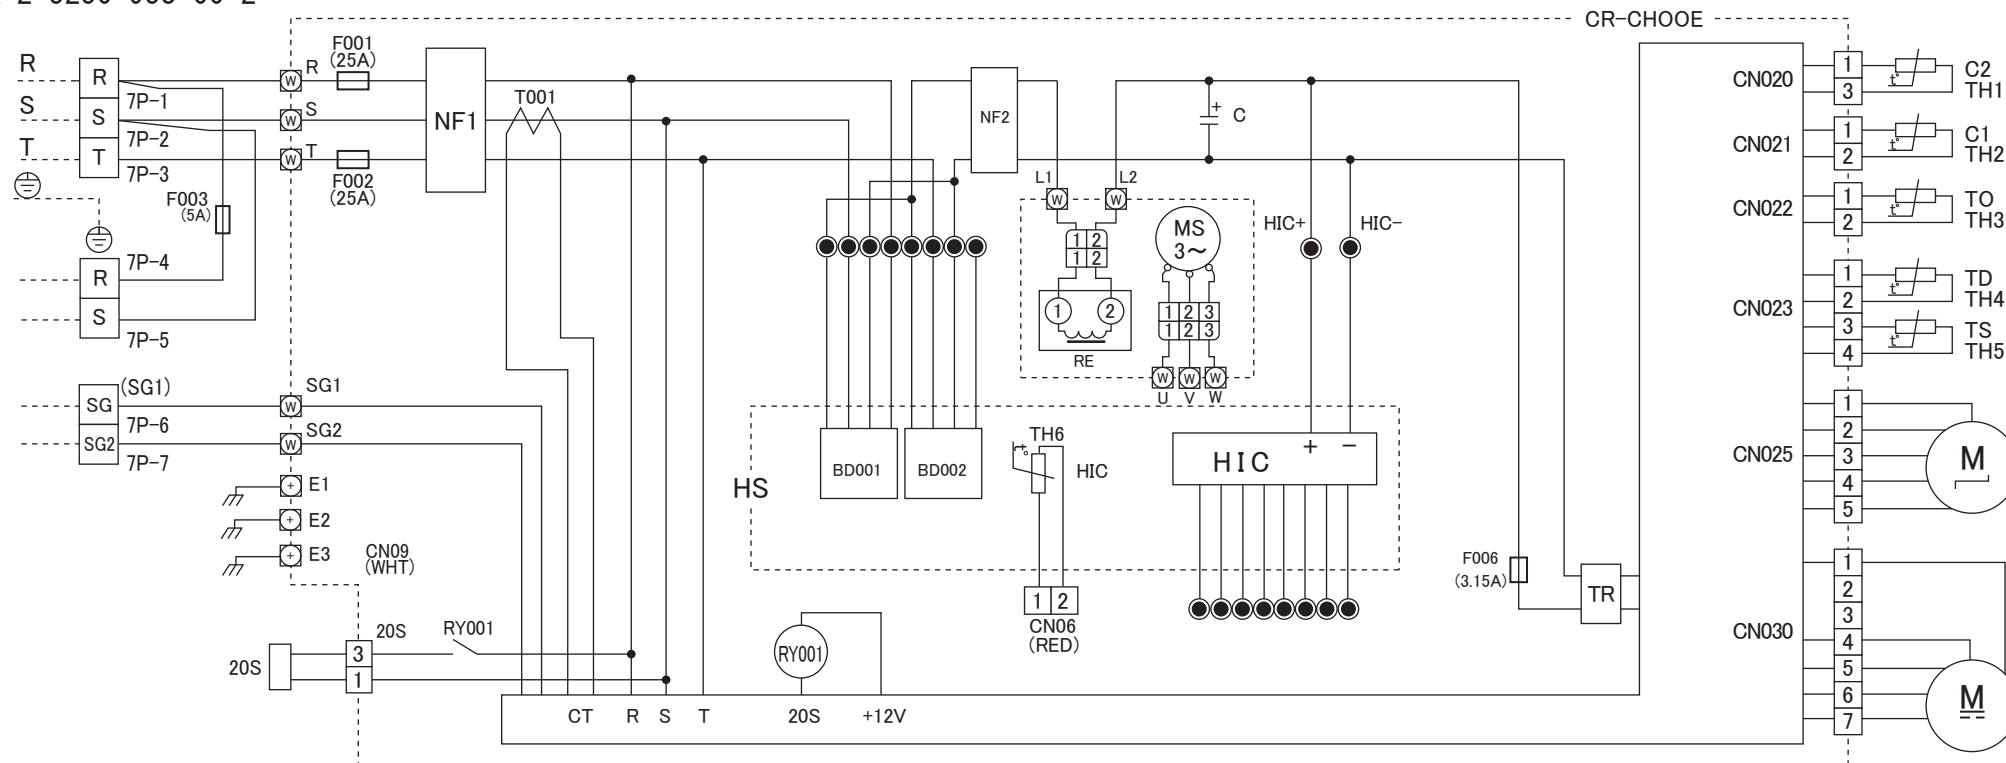 CR-CHOOE
R
R
7P-1
S
S
7P-2
T
T
7P-3
F003
(5A)
R
7P-4
S
7P-5
SG
(SG1)
7P-6
SG2
7P-7
W
R
F001
(25A)
W
S
W
T
F002
(25A)
NF1
T001
W
SG1
W
SG2
E1
E2
E3
CN09
(WHT)
20S
3
1
20S
RY001
CT
R
S
T
20S
+12V
RY001
NF2
+
C
L1
W
L2
W
1 2
1 2
1
2
RE
MS
3~
1 2 3
1 2 3
W W W
U V W
HIC+
HIC-
HS
BD001
BD002
TH6
t°
HIC
1 2
CN06
(RED)
HIC
+ -
F006
(3.15A)
TR
CN020
1
3
t°
C2
TH1
CN021
1
2
t°
C1
TH2
CN022
1
2
t°
TO
TH3
CN023
1
2
3
4
t°
TD
TH4
t°
TS
TH5
CN025
1
2
3
4
5
M
CN030
1
2
3
4
5
6
7
M